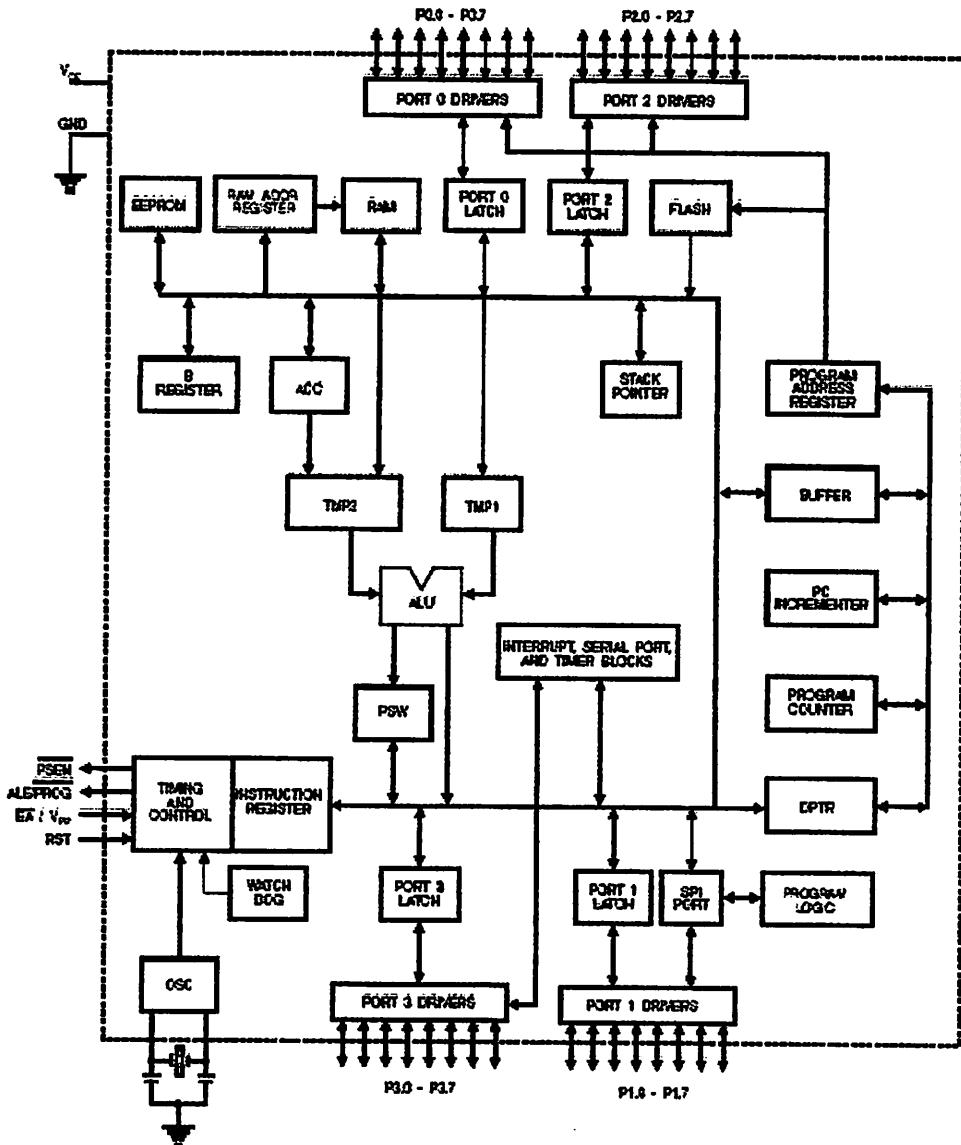 P0.0 - P0.7
P2.0 - P2.7
VCC
GND
PORT 0 DRIVERS
PORT 2 DRIVERS
EEPROM
RAM ADDR
REGISTER
RAM
PORT 0
LATCH
PORT 2
LATCH
FLASH
B
REGISTER
ACC
STACK
POINTER
PROGRAM
ADDRESS
REGISTER
TMP2
TMP1
BUFFER
ALU
PC
INCREMENTER
INTERRUPT, SERIAL PORT,
AND TIMER BLOCKS
PSW
PROGRAM
COUNTER
PSEN
ALE/PROG
EA / VPP
RST
TIMING
AND
CONTROL
INSTRUCTION
REGISTER
DPTR
WATCH
DOG
PORT 3
LATCH
PORT 1
LATCH
SPI
PORT
PROGRAM
LOGIC
OSC
PORT 3 DRIVERS
PORT 1 DRIVERS
P3.0 - P3.7
P1.0 - P1.7